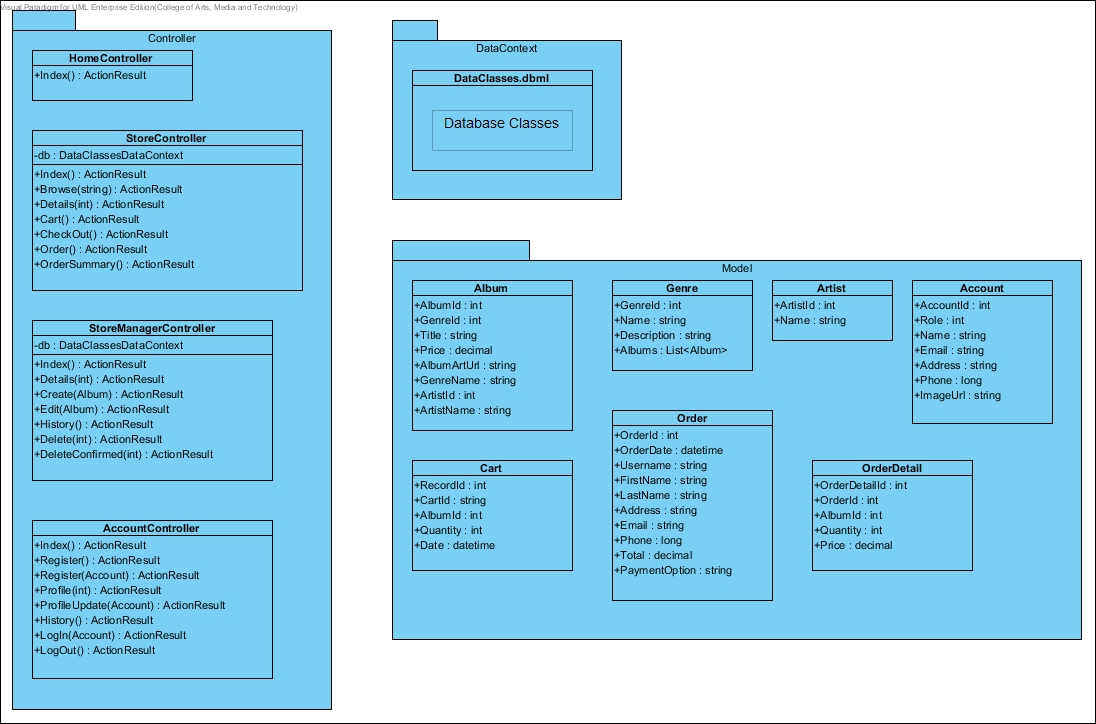 Visual Paradigm for UML Enterprise Edition(College of Arts, Media and Technology)
Controller
HomeController
+Index() : ActionResult
StoreController
-db : DataClassesDataContext
+Index() : ActionResult
+Browse(string) : ActionResult
+Details(int) : ActionResult
+Cart() : ActionResult
+CheckOut() : ActionResult
+Order() : ActionResult
+OrderSummary() : ActionResult
StoreManagerController
-db : DataClassesDataContext
+Index() : ActionResult
+Details(int) : ActionResult
+Create(Album) : ActionResult
+Edit(Album) : ActionResult
+History() : ActionResult
+Delete(int) : ActionResult
+DeleteConfirmed(int) : ActionResult
AccountController
+Index() : ActionResult
+Register() : ActionResult
+Register(Account) : ActionResult
+Profile(int) : ActionResult
+ProfileUpdate(Account) : ActionResult
+History() : ActionResult
+LogIn(Account) : ActionResult
+LogOut() : ActionResult
DataContext
DataClasses.dbml
Database Classes
Model
Album
+AlbumId : int
+GenreId : int
+Title : string
+Price : decimal
+AlbumArtUrl : string
+GenreName : string
+ArtistId : int
+ArtistName : string
Genre
+GenreId : int
+Name : string
+Description : string
+Albums : List<Album>
Artist
+ArtistId : int
+Name : string
Account
+AccountId : int
+Role : int
+Name : string
+Email : string
+Address : string
+Phone : long
+ImageUrl : string
Cart
+RecordId : int
+CartId : string
+AlbumId : int
+Quantity : int
+Date : datetime
Order
+OrderId : int
+OrderDate : datetime
+Username : string
+FirstName : string
+LastName : string
+Address : string
+Email : string
+Phone : long
+Total : decimal
+PaymentOption : string
OrderDetail
+OrderDetailId : int
+OrderId : int
+AlbumId : int
+Quantity : int
+Price : decimal